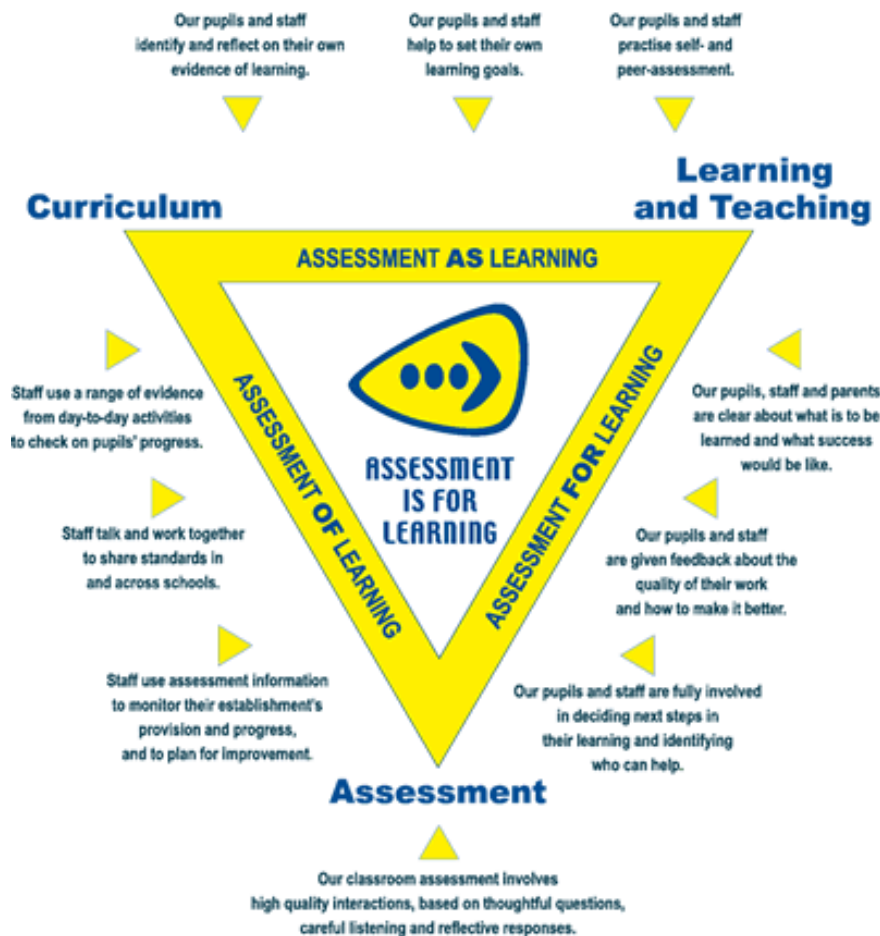 Our pupils and staff
identify and reflect on their own
evidence of learning.
Our pupils and staff
help to set their own
learning goals.
Our pupils and staff
practise self- and
peer-assessment.
Curriculum
Learning
and Teaching
ASSESSMENT AS LEARNING
ASSESSMENT OF LEARNING
ASSESSMENT FOR LEARNING
ASSESSMENT
IS FOR
LEARNING
Staff use a range of evidence
from day-to-day activities
to check on pupils' progress.
Staff talk and work together
to share standards in
and across schools.
Staff use assessment information
to monitor their establishment's
provision and progress,
and to plan for improvement.
Our pupils, staff and parents
are clear about what is to be
learned and what success
would be like.
Our pupils and staff
are given feedback about the
quality of their work
and how to make it better.
Our pupils and staff are fully involved
in deciding next steps in
their learning and identifying
who can help.
Assessment
Our classroom assessment involves
high quality interactions, based on thoughtful questions,
careful listening and reflective responses.